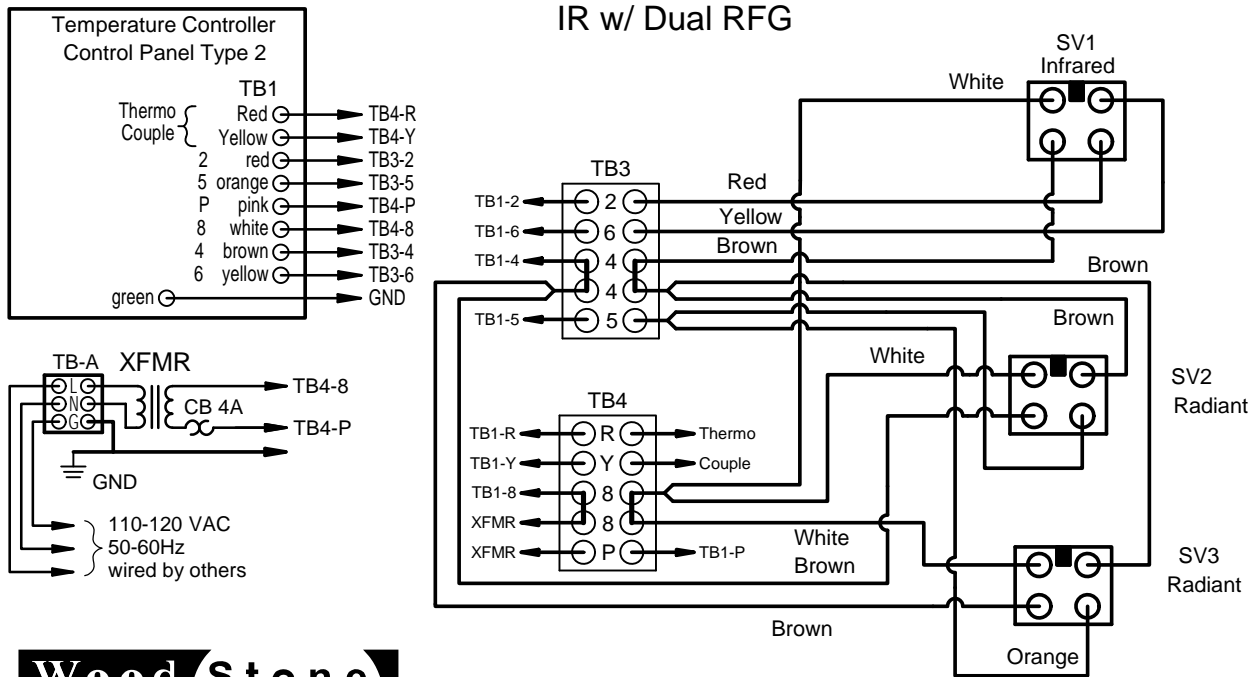 IR w/ Dual RFG
Temperature Controller
Control Panel Type 2
TB1
Thermo
Couple
Red TB4-R
Yellow TB4-Y
2 red TB3-2
5 orange TB3-5
P pink TB4-P
8 white TB4-8
4 brown TB3-4
6 yellow TB3-6
green GND
TB-A XFMR
L
N
G
CB 4A
TB4-8
TB4-P
GND
110-120 VAC
50-60Hz
wired by others
TB3
TB1-2 2
TB1-6 6
TB1-4 4
4
TB1-5 5
Red
Yellow
Brown
White
SV1
Infrared
Brown
Brown
White
SV2
Radiant
TB4
TB1-R R Thermo
TB1-Y Y Couple
TB1-8 8
XFMR 8
XFMR P TB1-P
White
Brown
SV3
Radiant
Brown
Orange
Wood Stone